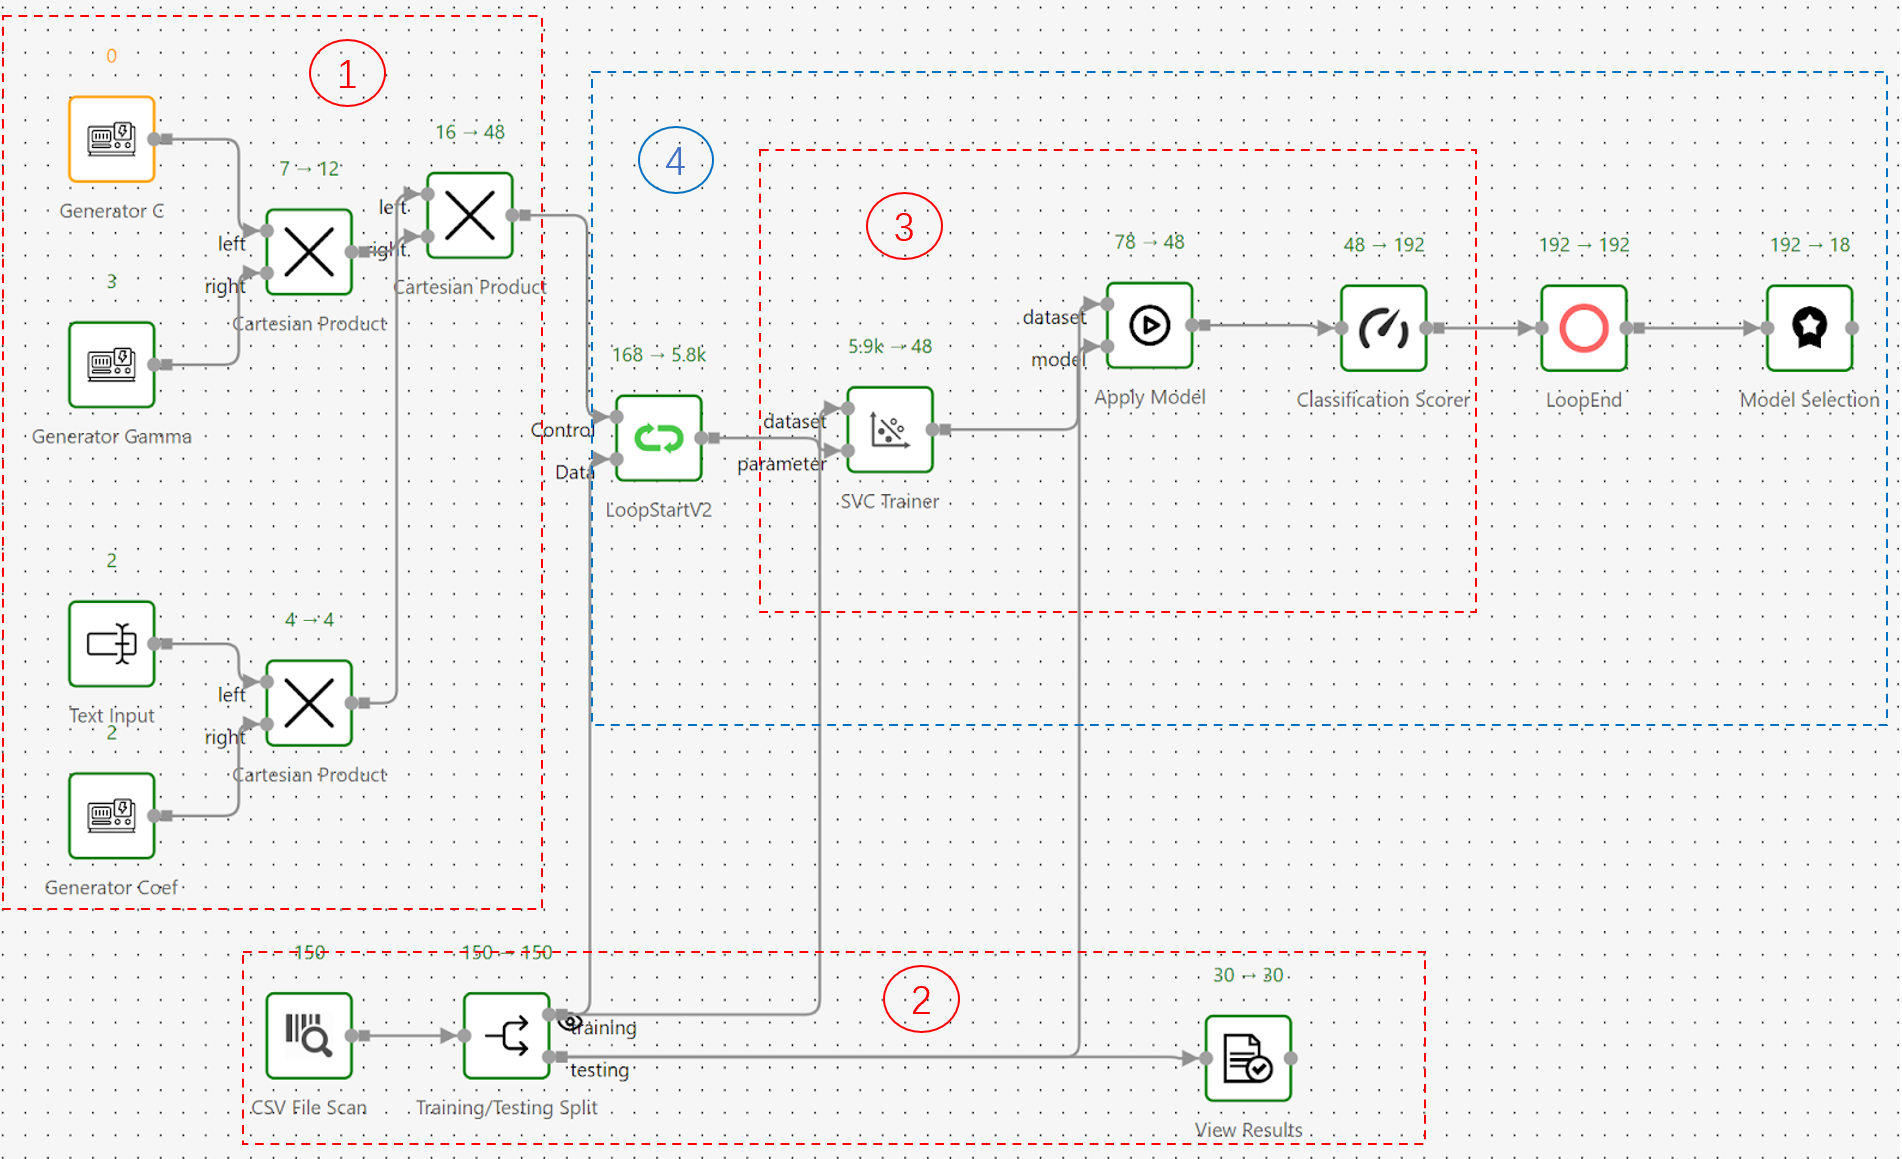 0
1
16 → 48
4
7 → 12
left
3
Generator C
left
right
78 → 48
48 → 192
192 → 192
192 → 18
right
3
Cartesian Product
Cartesian Product
dataset
168 → 5.8k
5.9k → 48
model
Apply Model
Classification Scorer
LoopEnd
Model Selection
Generator Gamma
Control
dataset
Data
parameter
SVC Trainer
LoopStartV2
2
4 → 4
left
Text Input
2
right
Cartesian Product
Generator Coef
150
150 → 150
30 → 30
2
training
testing
CSV File Scan
Training/Testing Split
View Results